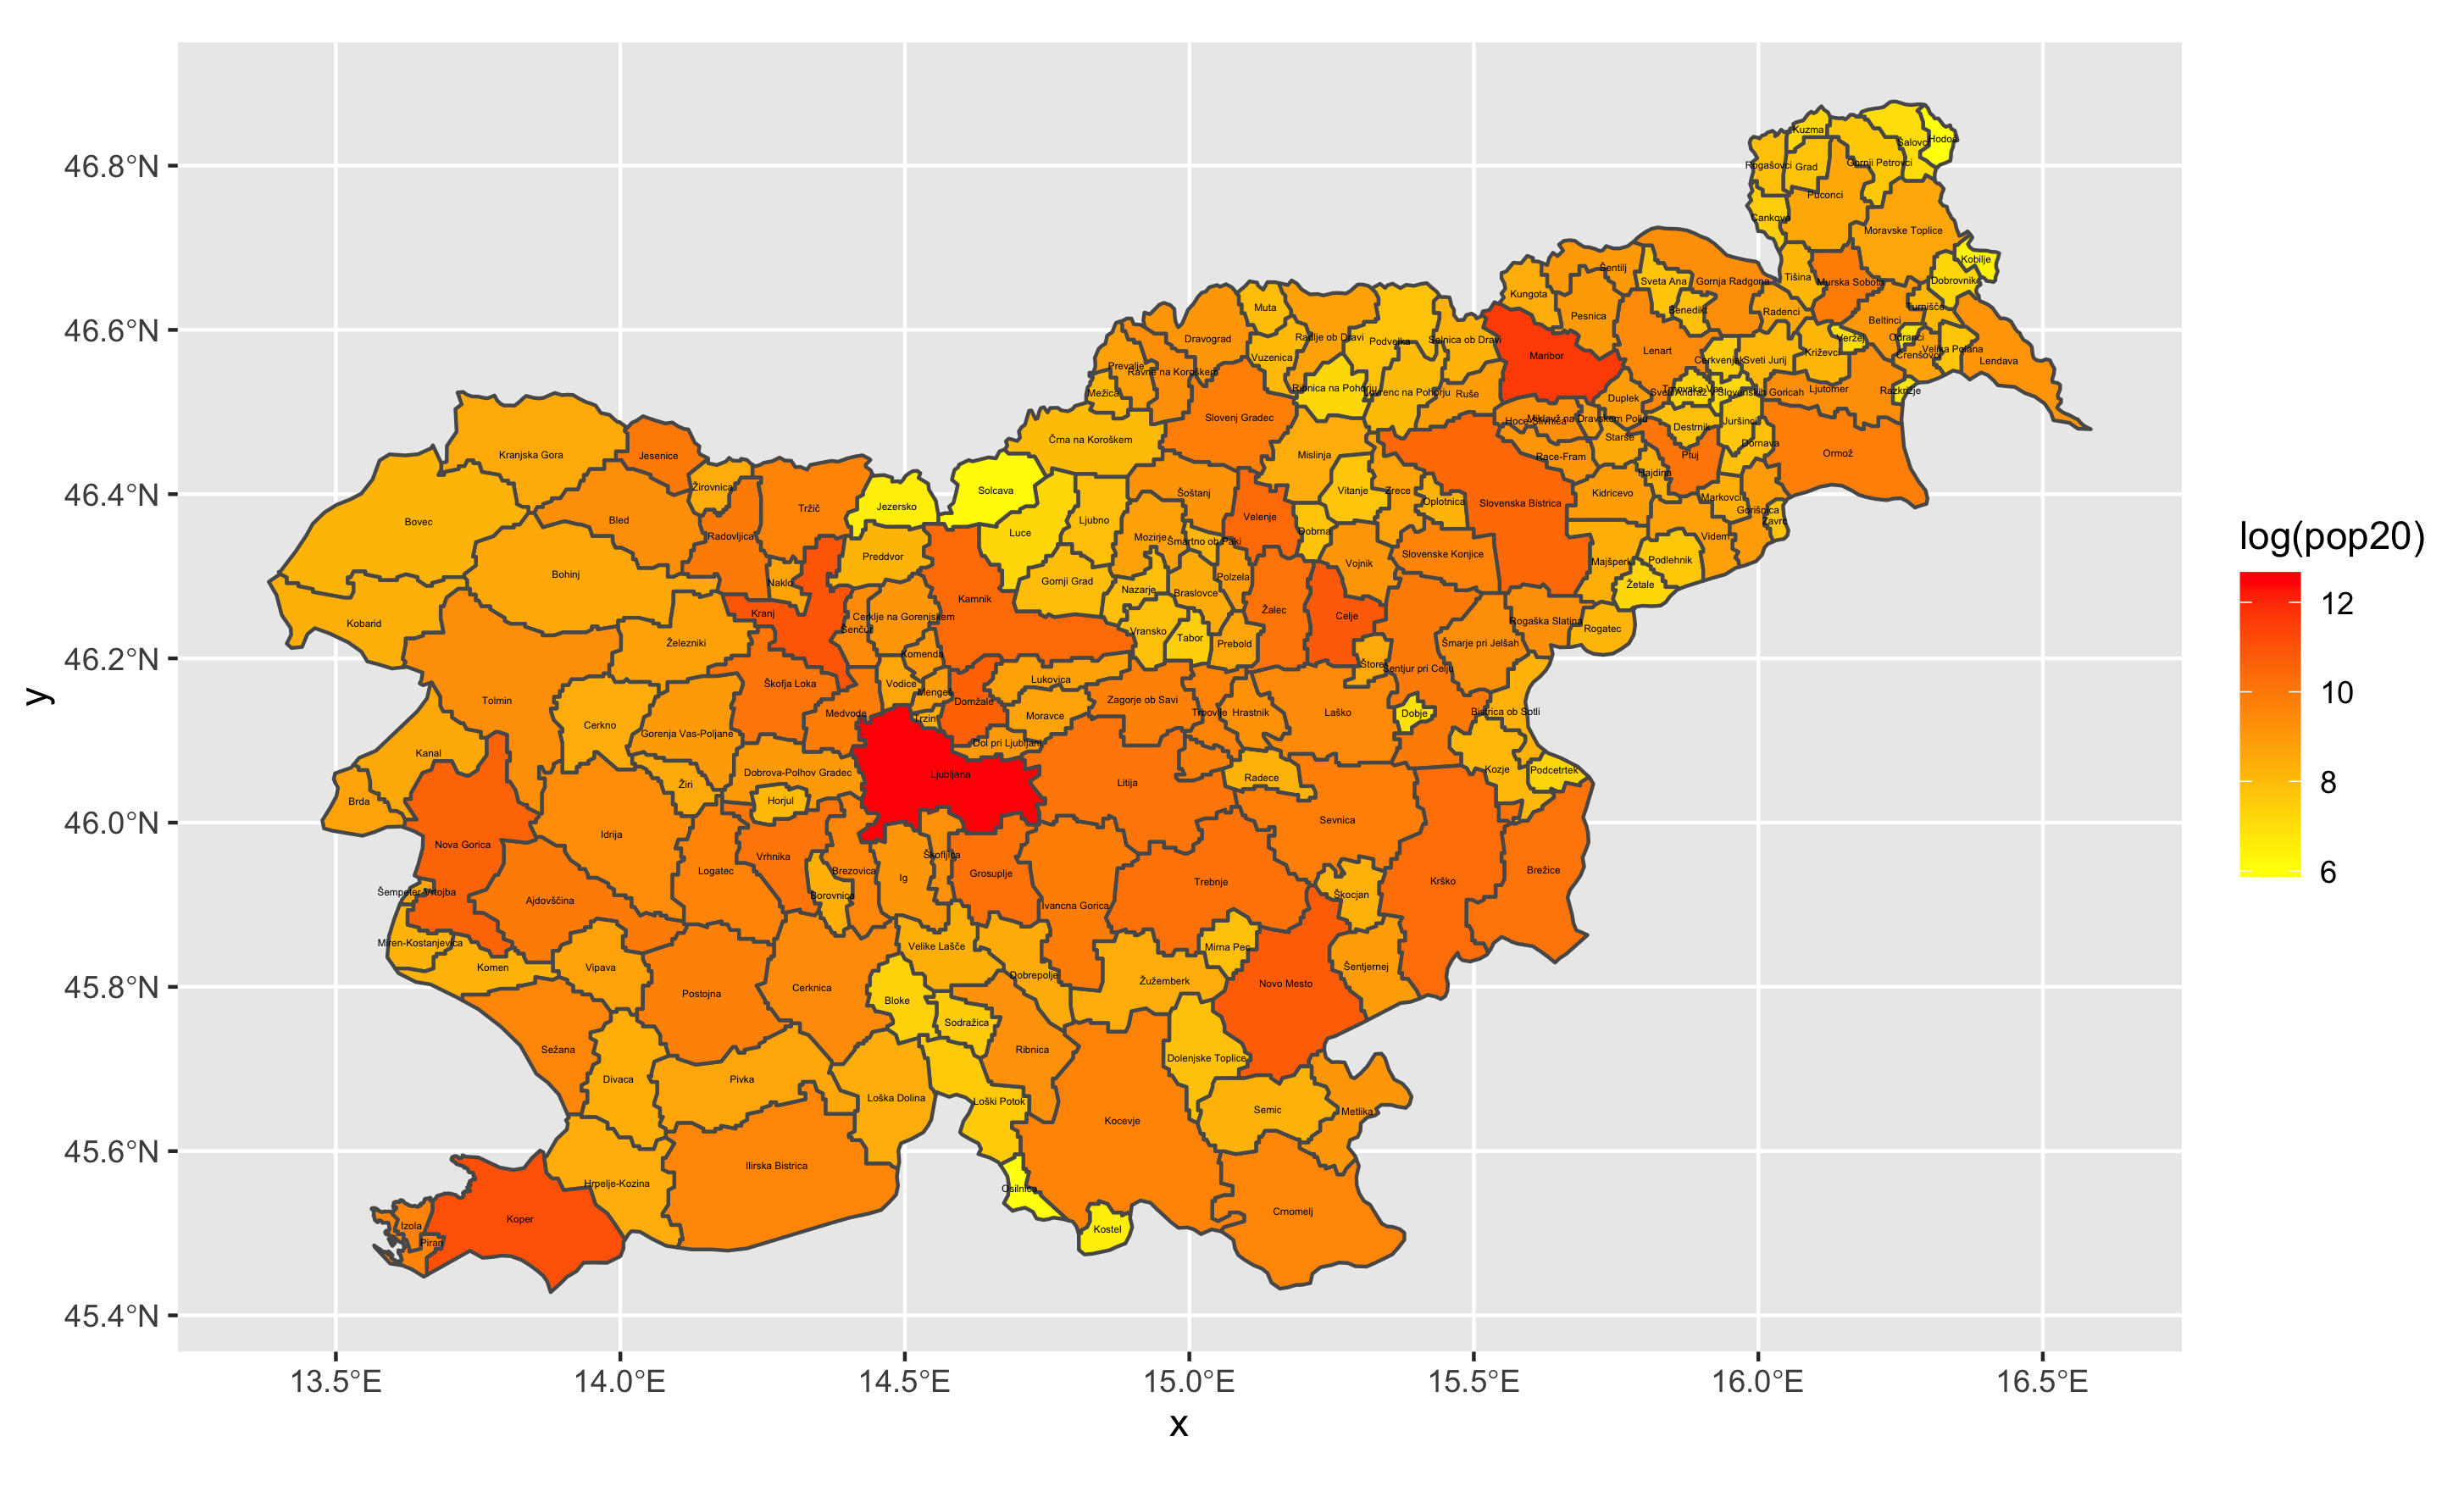 46.8°N
46.6°N
46.4°N
46.2°N
46.0°N
45.8°N
45.6°N
45.4°N
y
13.5°E
14.0°E
14.5°E
15.0°E
15.5°E
16.0°E
16.5°E
x
log(pop20)
12
10
8
6
Kuzma
Šalovci
Hodoš
Rogašovci
Grad
Gornji Petrovci
Puconci
Cankova
Moravske Toplice
Kobilje
Šentilj
Tišina
Murska Sobota
Dobrovnik
Sveta Ana
Gornja Radgona
Kungota
Muta
Turnišče
Benedikt
Radenci
Pesnica
Beltinci
Dravograd
Radlje ob Dravi
Podvelka
Selnica ob Dravi
Veržej
Odranci
Velika Polana
Črenšovci
Lenart
Križevci
Maribor
Vuzenica
Cerkvenjak
Sveti Jurij
Lendava
Prevalje
Ravne na Koroškem
Mežica
Ribnica na Pohorju
Lovrenc na Pohorju
Ruše
Duplek
Trnovska Vas
Sveti Andraž v Slovenskih Goricah
Ljutomer
Razkrižje
Slovenj Gradec
Hoce-Slivnica
Miklavž na Dravskem Polju
Starše
Destrnik
Juršinci
Dornava
Črna na Koroškem
Kranjska Gora
Jesenice
Mislinja
Race-Fram
Ptuj
Ormož
Hajdina
Žirovnica
Solcava
Šoštanj
Vitanje
Zrece
Oplotnica
Slovenska Bistrica
Kidricevo
Markovci
Gorišnica
Zavrc
Tržič
Jezersko
Bovec
Bled
Ljubno
Velenje
Dobrna
Luce
Radovljica
Mozirje
Šmartno ob Paki
Videm
Preddvor
Vojnik
Slovenske Konjice
Majšperk
Podlehnik
Bohinj
Naklo
Gornji Grad
Polzela
Žetale
Nazarje
Braslovce
Kamnik
Kobarid
Kranj
Cerklje na Gorenjskem
Žalec
Celje
Rogaška Slatina
Rogatec
Šenčur
Vransko
Tabor
Prebold
Železniki
Šmarje pri Jelšah
Komenda
Štore
Šentjur pri Celju
Škofja Loka
Vodice
Mengeš
Lukovica
Domžale
Tolmin
Zagorje ob Savi
Medvode
Trzin
Moravce
Trbovlje
Hrastnik
Laško
Dobje
Bistrica ob Sotli
Cerkno
Gorenja Vas-Poljane
Dol pri Ljubljani
Kanal
Dobrova-Polhov Gradec
Ljubljana
Litija
Radece
Kozje
Podcetrtek
Žiri
Brda
Horjul
Idrija
Sevnica
Nova Gorica
Vrhnika
Brezovica
Škofljica
Logatec
Ig
Grosuplje
Trebnje
Krško
Brežice
Šempeter-Vrtojba
Ajdovščina
Borovnica
Ivancna Gorica
Škocjan
Miren-Kostanjevica
Velike Lašče
Mirna Pec
Komen
Vipava
Dobrepolje
Žužemberk
Šentjernej
Postojna
Cerknica
Bloke
Novo Mesto
Sodražica
Sežana
Ribnica
Dolenjske Toplice
Divaca
Pivka
Loška Dolina
Loški Potok
Semic
Metlika
Kocevje
Ilirska Bistrica
Hrpelje-Kozina
Osilnica
Koper
Izola
Kostel
Crnomelj
Piran